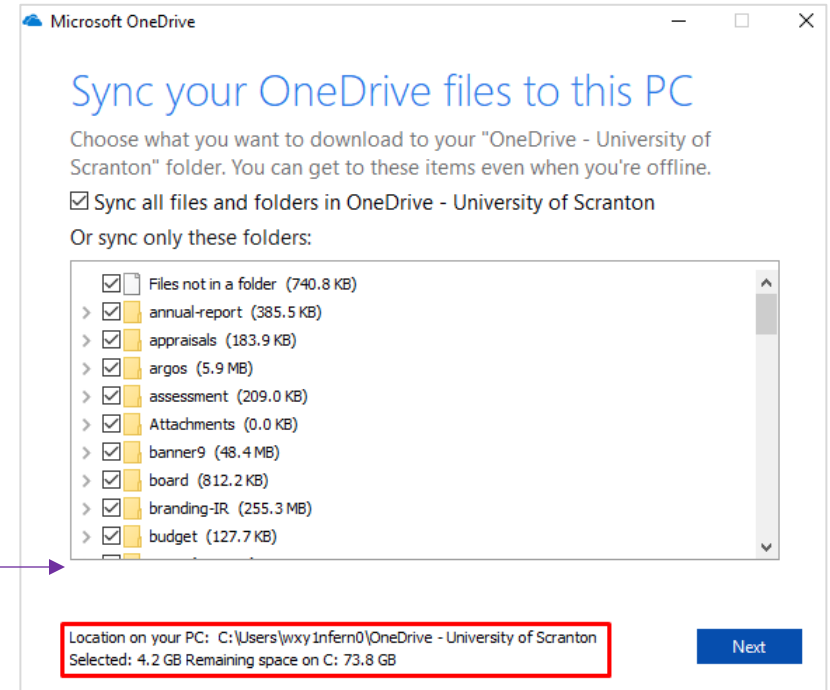 Microsoft OneDrive
Sync your OneDrive files to this PC
Choose what you want to download to your "OneDrive - University of
Scranton" folder. You can get to these items even when you're offline.
Sync all files and folders in OneDrive - University of Scranton
Or sync only these folders:
Files not in a folder (740.8 KB)
annual-report (385.5 KB)
appraisals (183.9 KB)
argos (5.9 MB)
assessment (209.0 KB)
Attachments (0.0 KB)
banner9 (48.4 MB)
board (812.2 KB)
branding-IR (255.3 MB)
budget (127.7 KB)
Location on your PC: C:\Users\wxy1nfern0\OneDrive - University of Scranton
Selected: 4.2 GB Remaining space on C: 73.8 GB
Next